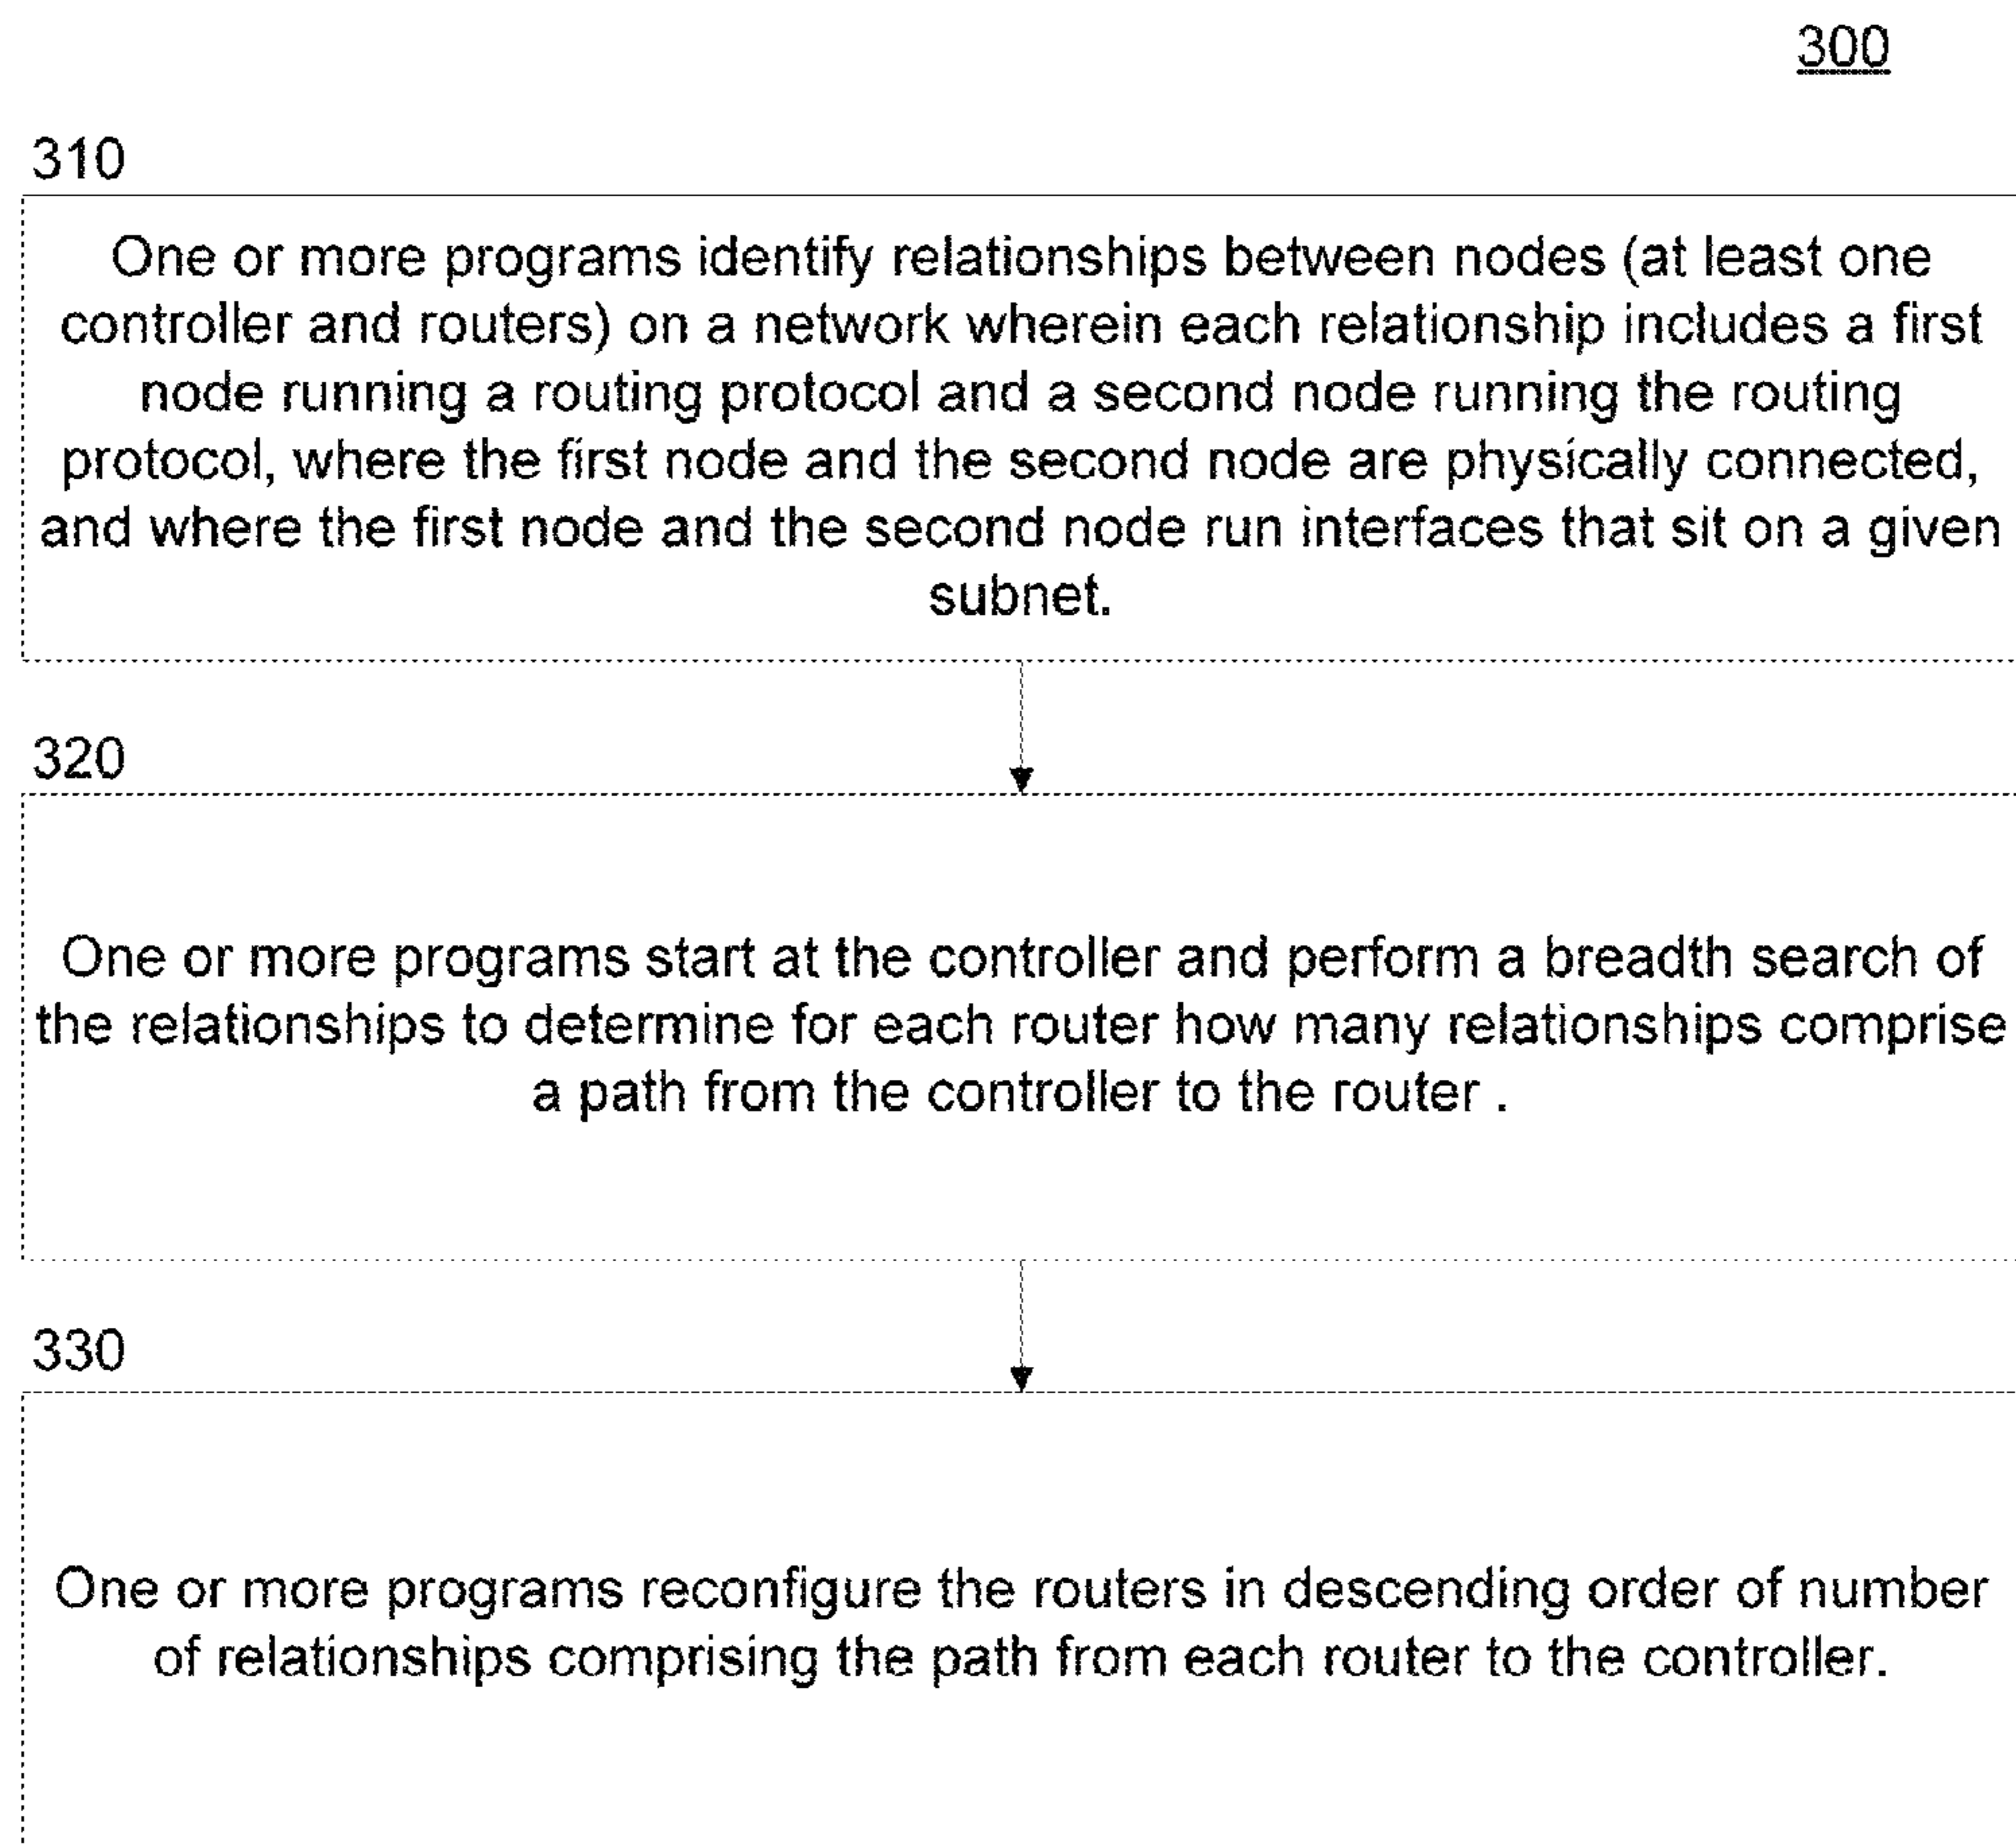 300
310
One or more programs identify relationships between nodes (at least one
controller and routers) on a network wherein each relationship includes a first
node running a routing protocol and a second node running the routing
protocol, where the first node and the second node are physically connected,
and where the first node and the second node run interfaces that sit on a given
subnet.
320
One or more programs start at the controller and perform a breadth search of
the relationships to determine for each router how many relationships comprise
a path from the controller to the router .
330
One or more programs reconfigure the routers in descending order of number
of relationships comprising the path from each router to the controller.